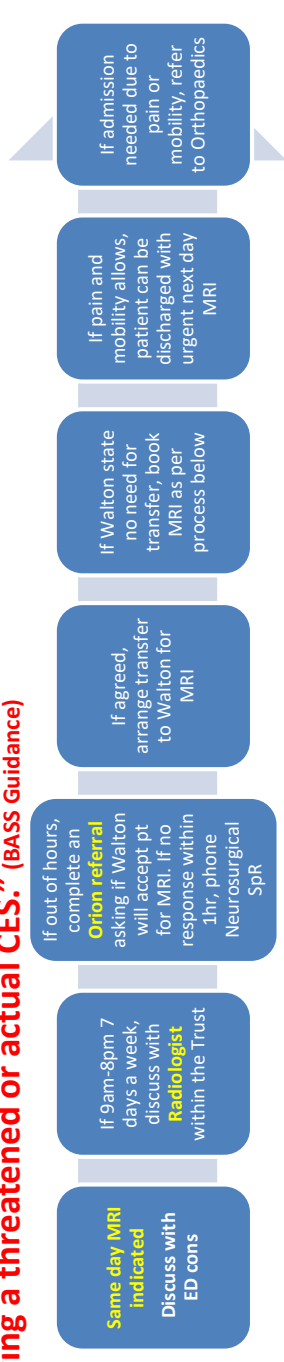 ing a threatened or actual CES.” (BASS Guidance)
Same day MRI
indicated
Discuss with
ED cons
If 9am-8pm 7
days a week,
discuss with
Radiologist
within the Trust
If out of hours,
complete an
Orion referral
asking if Walton
will accept pt
for MRI. If no
response within
1hr, phone
Neurosurgical
SpR
If agreed,
arrange transfer
to Walton for
MRI
If Walton state
no need for
transfer, book
MRI as per
process below
If pain and
mobility allows,
patient can be
discharged with
urgent next day
MRI
If admission
needed due to
pain or
mobility, refer
to Orthopaedics